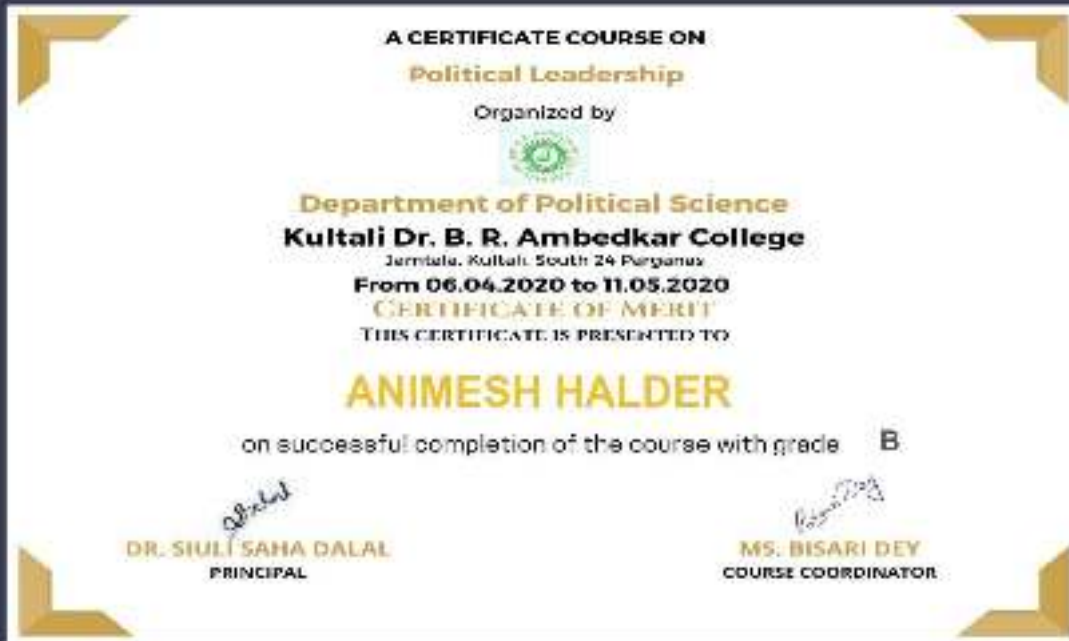 A CERTIFICATE COURSE ON
Political Leadership
Organized by
Department of Political Science
Kultali Dr. B. R. Ambedkar College
Jamtala, Kultali, South 24 Parganas
From 06.04.2020 to 11.05.2020
CERTIFICATE OF MERIT
THIS CERTIFICATE IS PRESENTED TO
ANIMESH HALDER
on successful completion of the course with grade B
DR. SIULI SAHA DALAL
PRINCIPAL
MS. BISARI DEY
COURSE COORDINATOR